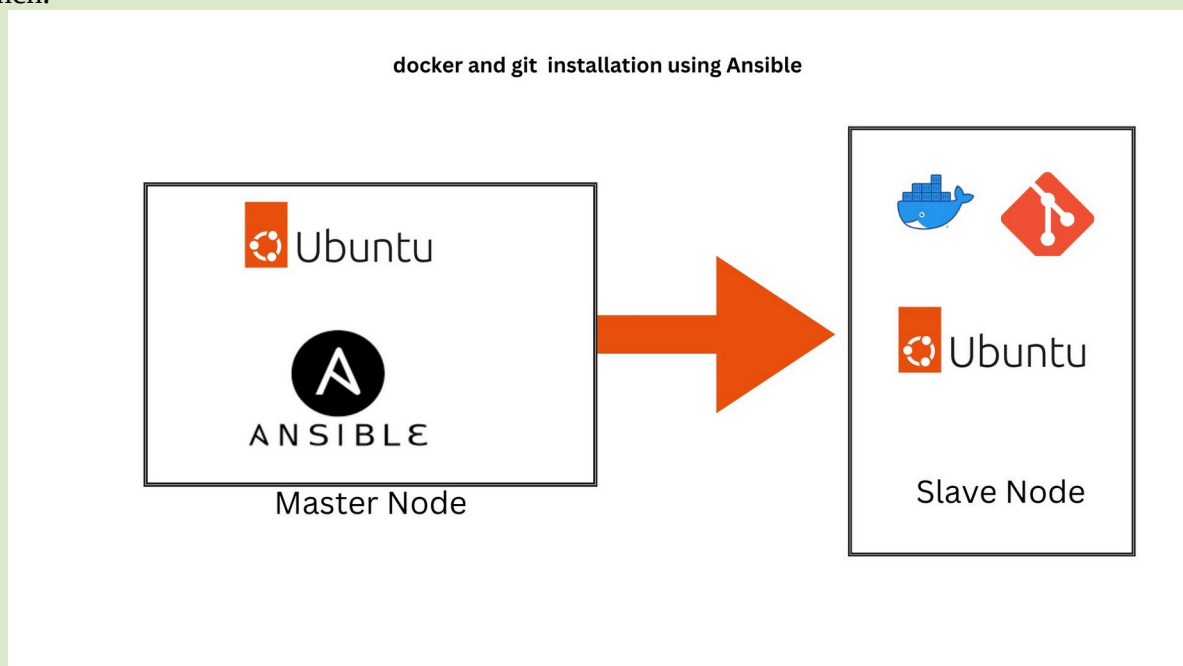 docker and git installation using Ansible
Ubuntu
ANSIBLE
Master Node
Ubuntu
Slave Node